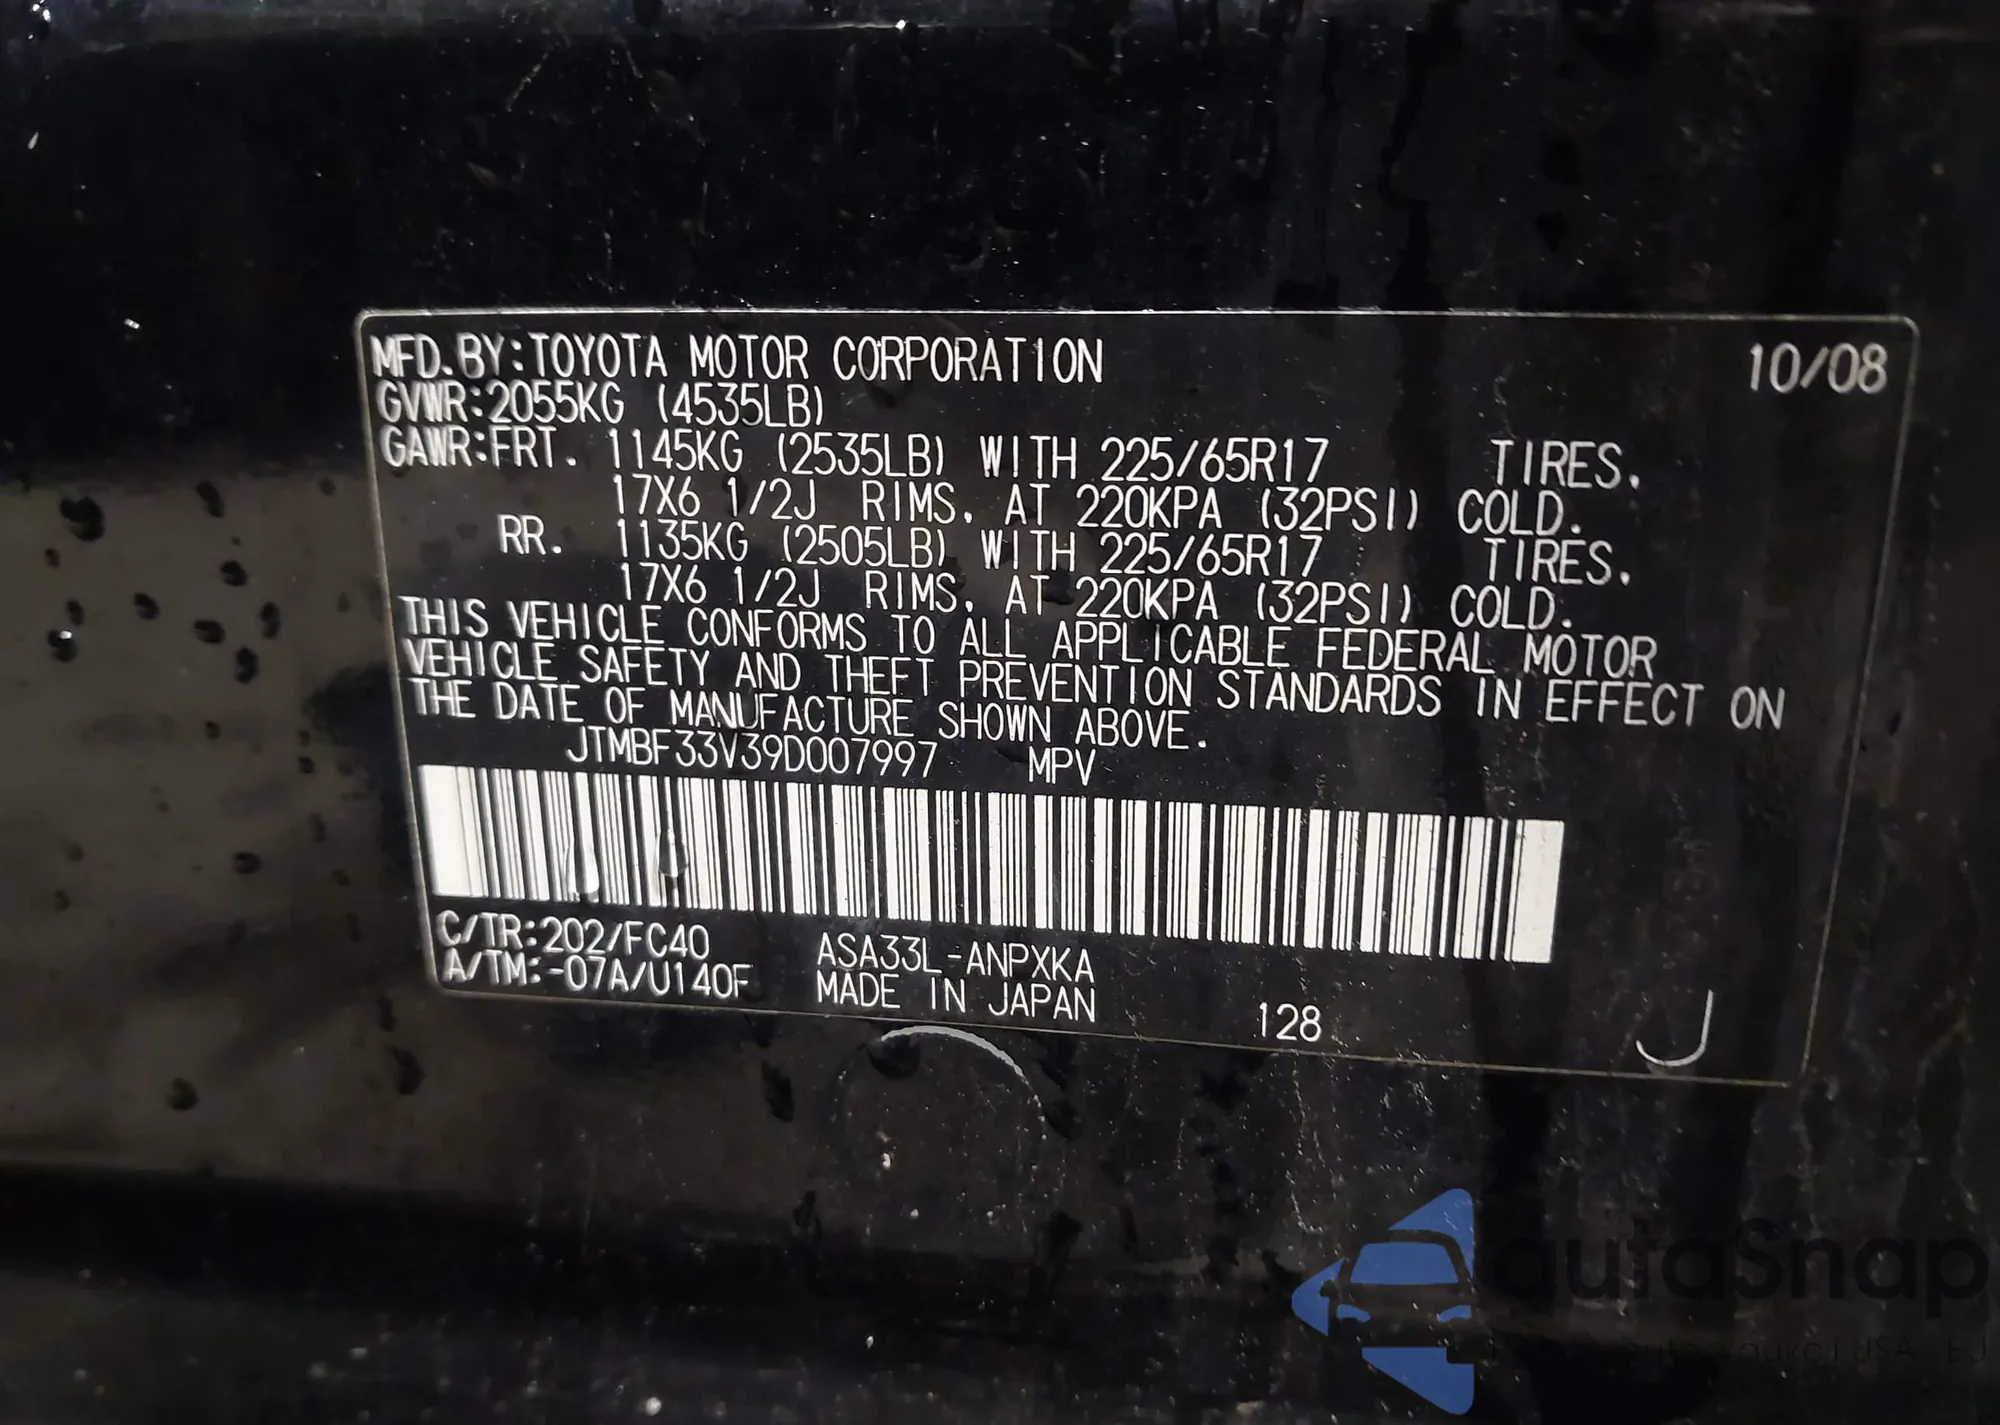 MFD.BY:TOYOTA MOTOR CORPORATION 10/08
GVWR:2055KG (4535LB)
GAWR:FRT. 1145KG (2535LB) WITH 225/65R17 TIRES.
17X6 1/2J RIMS, AT 220KPA (32PSI) COLD.
RR. 1135KG (2505LB) WITH 225/65R17 TIRES.
17X6 1/2J RIMS, AT 220KPA (32PSI) COLD.
THIS VEHICLE CONFORMS TO ALL APPLICABLE FEDERAL MOTOR
VEHICLE SAFETY AND THEFT PREVENTION STANDARDS IN EFFECT ON
THE DATE OF MANUFACTURE SHOWN ABOVE.
JTMBF33V39D007997 MPV
C/TR:202/FC40 ASA33L-ANPXKA
A/TM:-07A/U140F MADE IN JAPAN 128 J
autaSnap
USA - EU